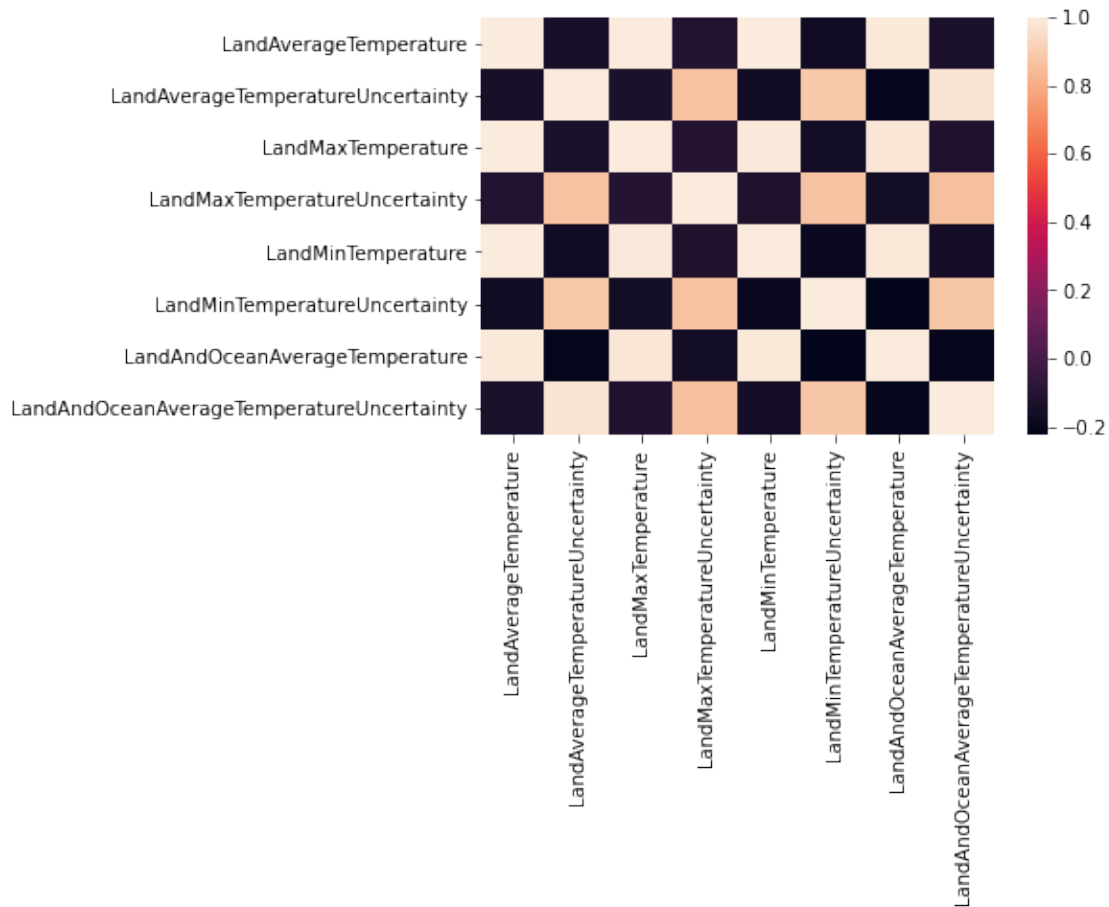 LandAverageTemperature
LandAverageTemperatureUncertainty
LandMaxTemperature
LandMaxTemperatureUncertainty
LandMinTemperature
LandMinTemperatureUncertainty
LandAndOceanAverageTemperature
LandAndOceanAverageTemperatureUncertainty
LandAverageTemperature
LandAverageTemperatureUncertainty
LandMaxTemperature
LandMaxTemperatureUncertainty
LandMinTemperature
LandMinTemperatureUncertainty
LandAndOceanAverageTemperature
LandAndOceanAverageTemperatureUncertainty
1.0
0.8
0.6
0.4
0.2
0.0
−0.2